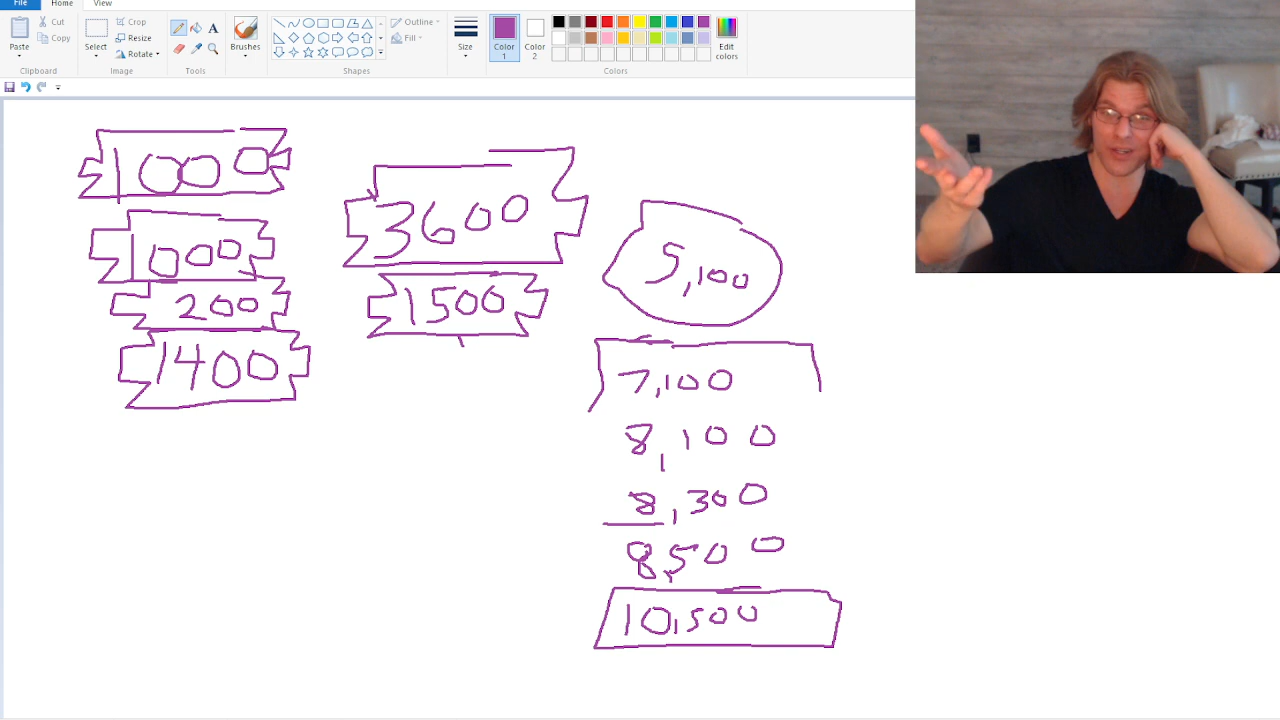 File Home View
Paste
Cut
Copy
Clipboard
Select
Crop
Resize
Rotate
Image
A
Tools
Brushes
Shapes
Outline
Fill
Size
Color 1
Color 2
Edit colors
Colors
1000
1000
200
1400
3600
1500
5,100
7,100
8,100
8,300
8,500
10,500